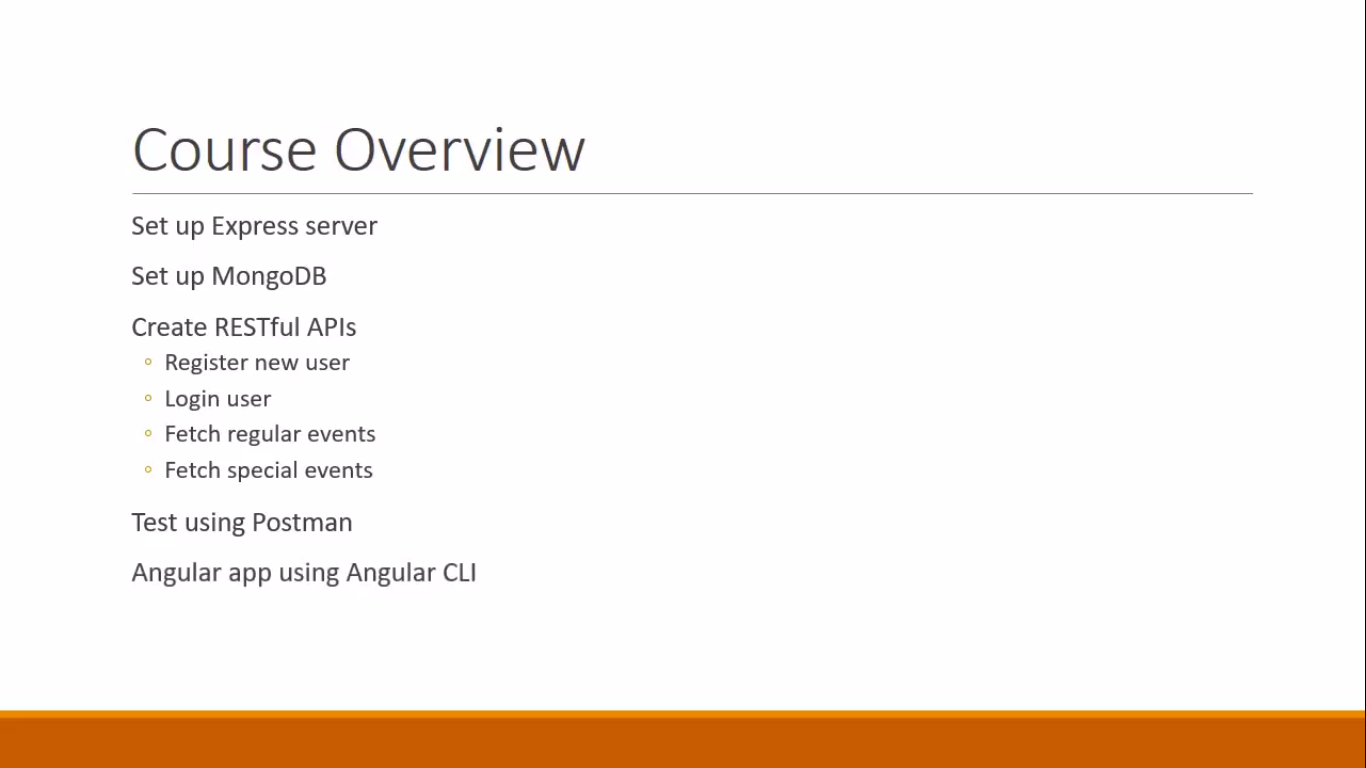 Course Overview
Set up Express server
Set up MongoDB
Create RESTful APIs
◦ Register new user
◦ Login user
◦ Fetch regular events
◦ Fetch special events
Test using Postman
Angular app using Angular CLI